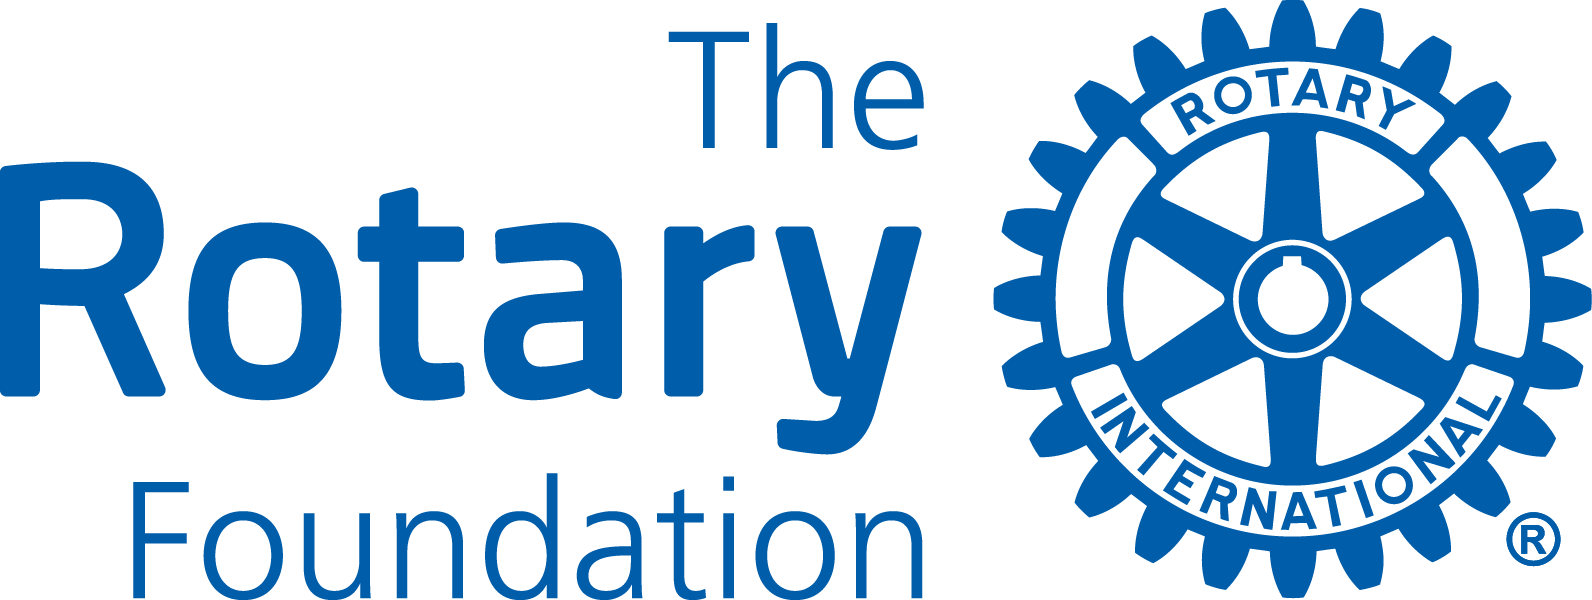 The
Rotary
Foundation
ROTARY
INTERNATIONAL
®